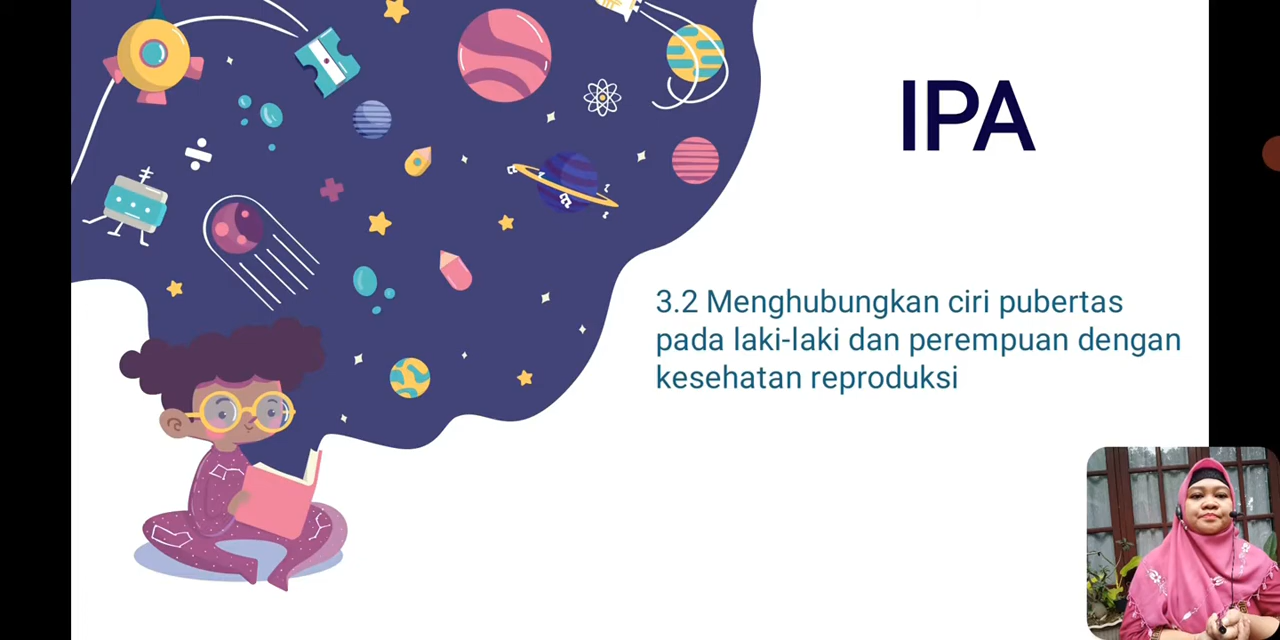 IPA
3.2 Menghubungkan ciri pubertas
pada laki-laki dan perempuan dengan
kesehatan reproduksi